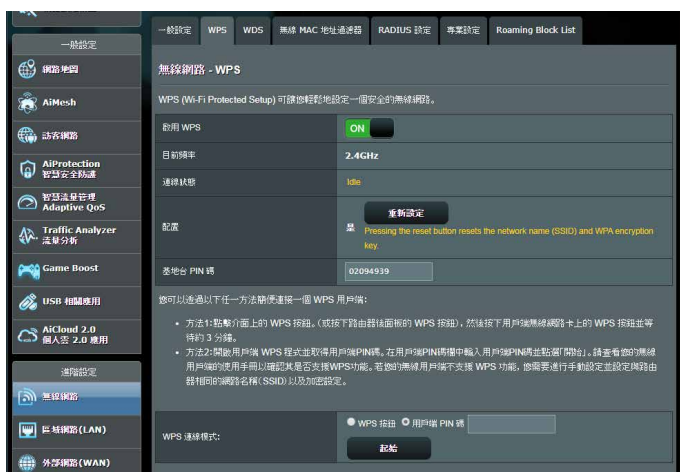 一般設定 WPS WDS 無線 MAC 地址過濾器 RADIUS 設定 專業設定 Roaming Block List
一般設定
網路地圖
AiMesh
訪客網路
AiProtection
智慧安全防護
智慧流量管理
Adaptive QoS
Traffic Analyzer
流量分析
Game Boost
USB 相關應用
AiCloud 2.0
個人雲 2.0 應用
進階設定
無線網路
區域網路(LAN)
外部網路(WAN)
無線網路 - WPS
WPS (Wi-Fi Protected Setup) 可讓您輕鬆地設定一個安全的無線網路。
啟用 WPS ON
目前頻率 2.4GHz
連線狀態 Idle
配置 是 重新設定
Pressing the reset button resets the network name (SSID) and WPA encryption
key.
基地台 PIN 碼 02094939
您可以透過以下任一方法簡便連接一個 WPS 用戶端:
• 方法1:點擊介面上的 WPS 按鈕。(或按下路由器後面板的 WPS 按鈕), 然後按下用戶端無線網路卡上的 WPS 按鈕並等
待約 3 分鐘。
• 方法2:開啟用戶端 WPS 程式並取得用戶端PIN碼。在用戶端PIN碼欄中輸入用戶端PIN碼並點選「開始」。請查看您的無線
用戶端的使用手冊以確認其是否支援WPS功能。若您的無線用戶端不支援 WPS 功能, 您需要進行手動設定並設定與路由
器相同的網路名稱(SSID)以及加密設定。
WPS 連線模式: WPS 按鈕 用戶端 PIN 碼
起始